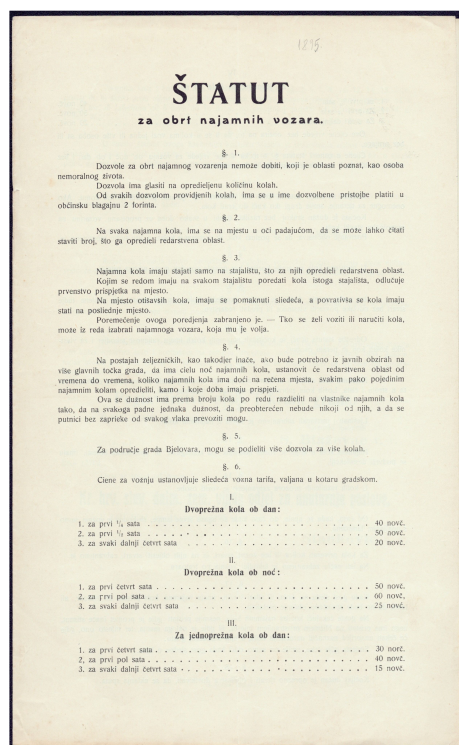 1895
ŠTATUT
za obrt najamnih vozara.
§. 1.
Dozvole za obrt najamnog vozarenja nemože dobiti, koji je oblasti poznat, kao osoba
nemoralnog života.
Dozvola ima glasiti na opredieljenu količinu kolah.
Od svakih dozvolom providjenih kolah, ima se u ime dozvolbene pristojbe platiti u
občinsku blagajnu 2 forinta.
§. 2.
Na svaka najamna kola, ima se na mjestu u oči padajućom, da se može lahko čitati
staviti broj, što ga opredieli redarstvena oblast.
§. 3.
Najamna kola imaju stajati samo na stajalištu, što za njih opredieli redarstvena oblast.
Kojim se redom imaju na svakom štajalištu poredati kola istoga stajališta, odlučuje
prvenstvo prispjetka na mjesto.
Na mjesto otišavsih kola, imaju se pomaknuti sliedeća, a povrativša se kola imaju
stati na posliednje mjesto.
Poremećenje ovoga poredjenja zabranjeno je. — Tko se želi voziti ili naručiti kola,
može iz reda izabrati najamnoga vozara, koja mu je volja.
§. 4.
Na postajah željezničkih, kao takodjer inače, ako bude potrebno iz javnih obzirah na
više glavnih točka grada, da ima cielu noć najamnih kola, ustanovit će redarstvena oblast od
vremena do vremena, koliko najamnih kola ima doći na rečena mjesta, svakim pako pojedinim
najamnim kolam opredieliti, kamo i koje doba imaju prispjeti.
Ova se dužnost ima prema broju kola po redu razdieliti na vlastnike najamnih kola
tako, da na svakoga padne jednaka dužnost, da preobterećen nebude nikoji od njih, a da se
putnici bez zaprieke od svakog vlaka prevoziti mogu.
§. 5.
Za područje grada Bjelovara, mogu se podieliti više dozvola za više kolah.
§. 6.
Ciene za vožnju ustanovljuje sliedeća vozna tarifa, valjana u kotaru gradskom.
I.
Dvoprežna kola ob dan:
1. za prvi ¼ sata 40 novč.
2. za prvi ½ sata 50 novč.
3. za svaki dalnji četvrt sata 20 novč.
II.
Dvoprežna kola ob noć:
1. za prvi četvrt sata 50 novč.
2. za prvi pol sata 60 novč.
3. za svaki dalnji četvrt sata 25 novč.
III.
Za jednoprežna kola ob dan:
1. za prvi četvrt sata 30 norč.
2, za prvi pol sata 40 novč.
3. za svaki dalnji četvrt sata 15 novč.